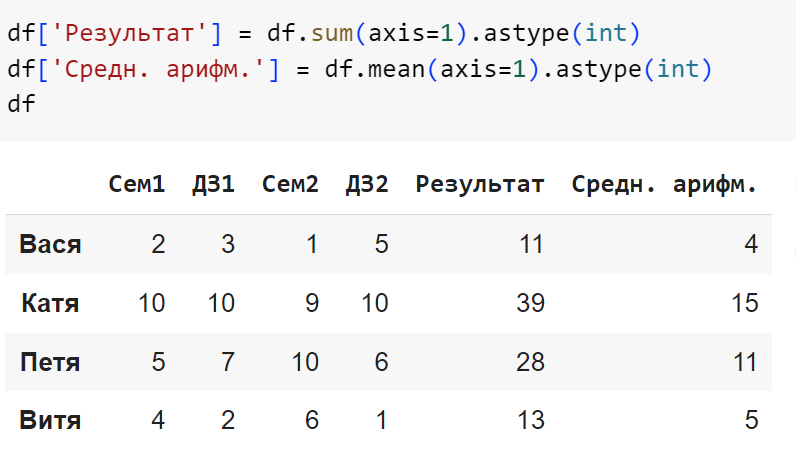 df['Результат'] = df.sum(axis=1).astype(int)
df['Средн. арифм.'] = df.mean(axis=1).astype(int)
df
Сем1 ДЗ1 Сем2 ДЗ2 Результат Средн. арифм.
Вася 2 3 1 5 11 4
Катя 10 10 9 10 39 15
Петя 5 7 10 6 28 11
Витя 4 2 6 1 13 5